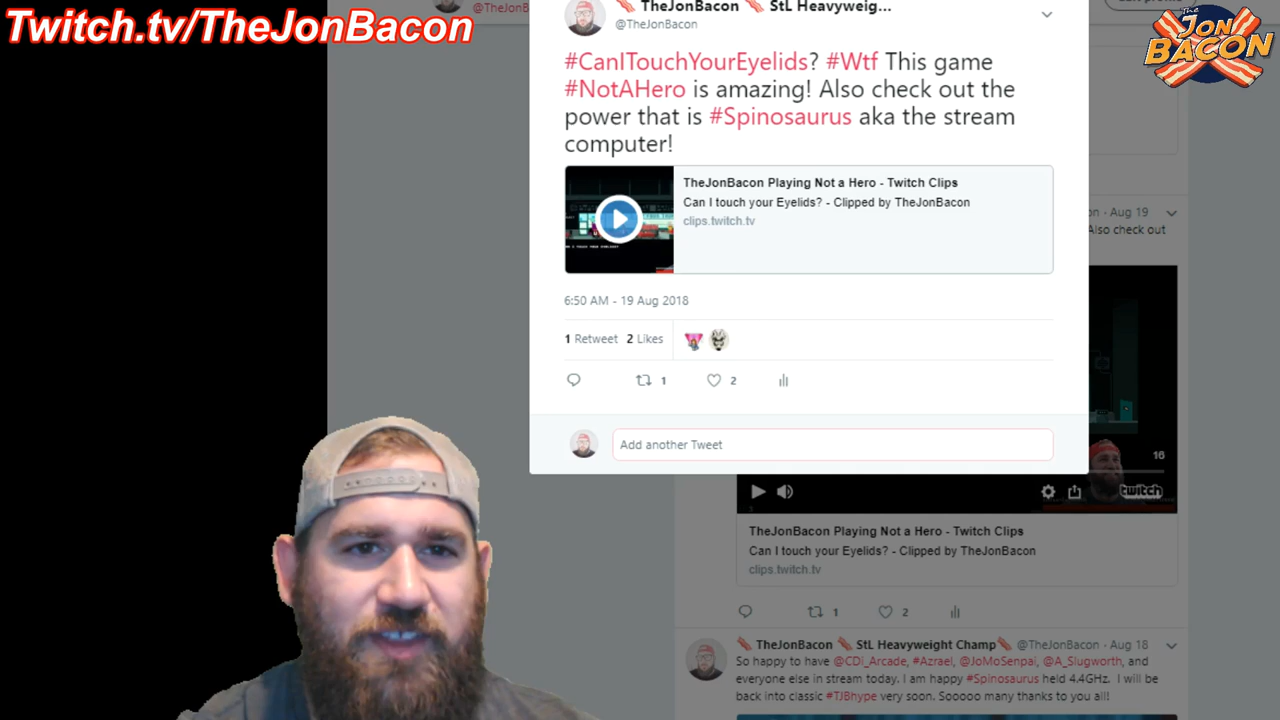 Twitch.tv/TheJonBacon
@TheJonB
The
JON
BACON
TheJonBacon StL Heavyweig...
@TheJonBacon
#CanITouchYourEyelids? #Wtf This game
#NotAHero is amazing! Also check out the
power that is #Spinosaurus aka the stream
computer!
TheJonBacon Playing Not a Hero - Twitch Clips
Can I touch your Eyelids? - Clipped by TheJonBacon
clips.twitch.tv
6:50 AM - 19 Aug 2018
1 Retweet 2 Likes
1 2
Add another Tweet
on · Aug 19
Also check out
16
twitch
TheJonBacon Playing Not a Hero - Twitch Clips
Can I touch your Eyelids? - Clipped by TheJonBacon
clips.twitch.tv
1 2
TheJonBacon StL Heavyweight Champ @TheJonBacon · Aug 18
So happy to have @CDi_Arcade, #Azrael, @JoMoSenpai, @A_Slugworth, and
everyone else in stream today. I am happy #Spinosaurus held 4.4GHz. I will be
back into classic #TJBhype very soon. Sooooo many thanks to you all!